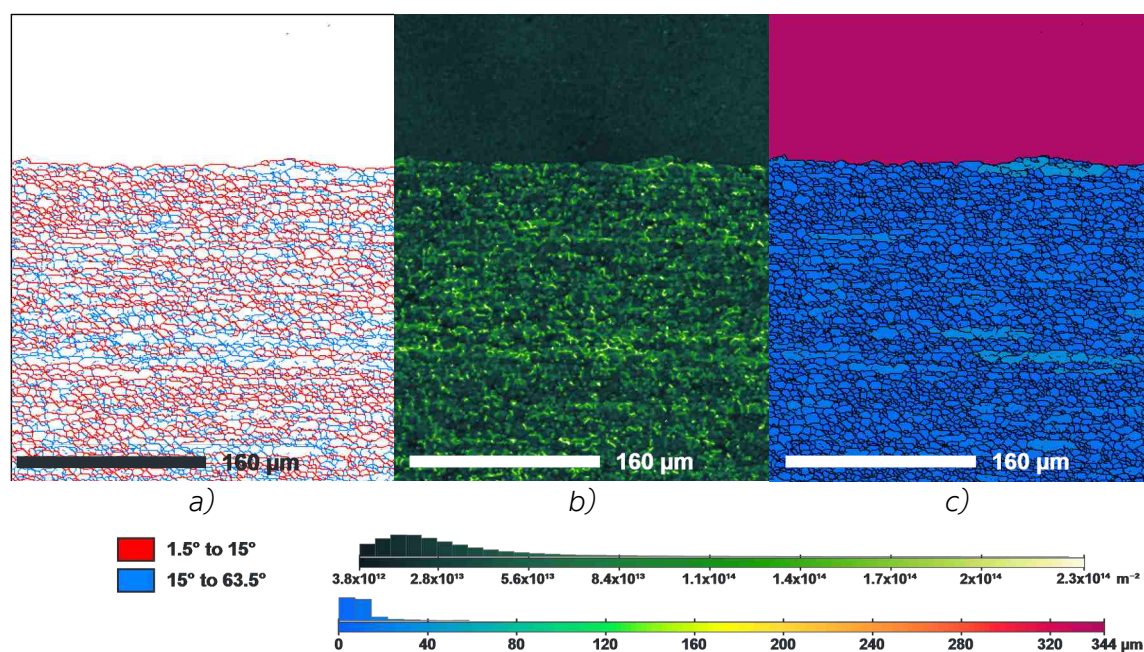 160 µm 160 µm 160 µm
a) b) c)
1.5° to 15°
15° to 63.5°
3.8x10¹² 2.8x10¹³ 5.6x10¹³ 8.4x10¹³ 1.1x10¹⁴ 1.4x10¹⁴ 1.7x10¹⁴ 2x10¹⁴ 2.3x10¹⁴ m⁻²
0 40 80 120 160 200 240 280 320 344 µm